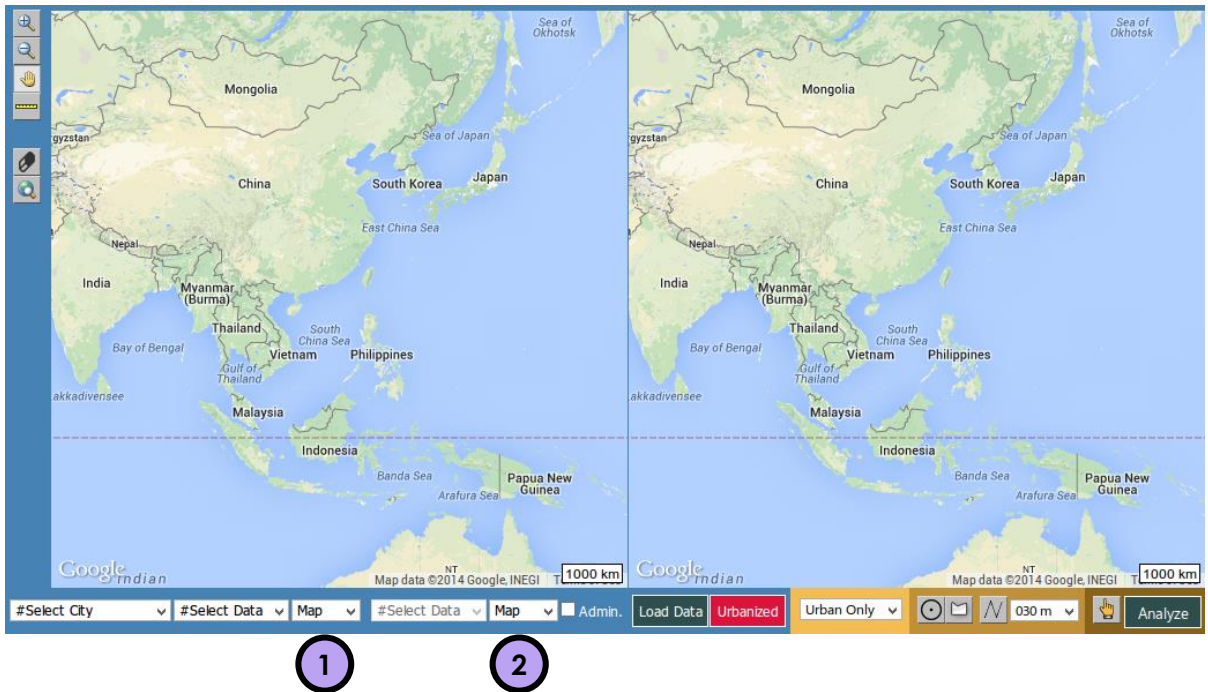 Sea of
Okhotsk
Mongolia
gyzstan
Sea of Japan
China
South Korea
Japan
East China Sea
Nepal
India
Myanmar
(Burma)
Thailand
South
China Sea
Bay of Bengal
Vietnam
Philippines
Gulf of
Thailand
akkadivensee
Malaysia
Indonesia
Banda Sea
Papua New
Guinea
Arafura Sea
NT
Google
Indian
Map data ©2014 Google, INEGI
1000 km
Sea of
Okhotsk
Mongolia
gyzstan
Sea of Japan
China
South Korea
Japan
East China Sea
Nepal
India
Myanmar
(Burma)
Thailand
South
China Sea
Bay of Bengal
Vietnam
Philippines
Gulf of
Thailand
akkadivensee
Malaysia
Indonesia
Banda Sea
Papua New
Guinea
Arafura Sea
NT
Google
Indian
Map data ©2014 Google, INEGI
1000 km
#Select City #Select Data Map #Select Data Map Admin. Load Data Urbanized Urban Only 030 m Analyze
1 2